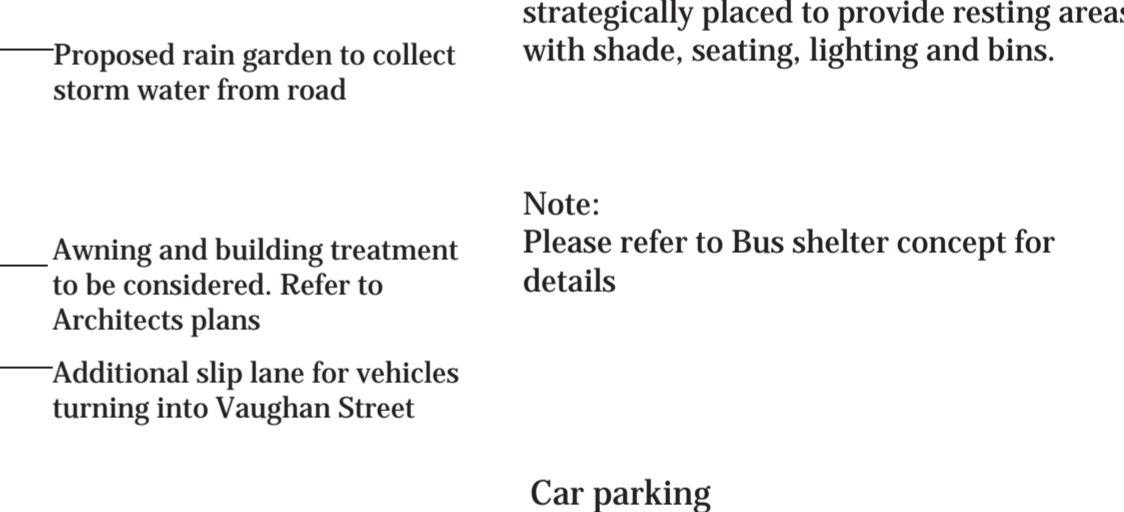 Proposed rain garden to collect
storm water from road
Awning and building treatment
to be considered. Refer to
Architects plans
Additional slip lane for vehicles
turning into Vaughan Street
strategically placed to provide resting areas
with shade, seating, lighting and bins.
Note:
Please refer to Bus shelter concept for
details
Car parking